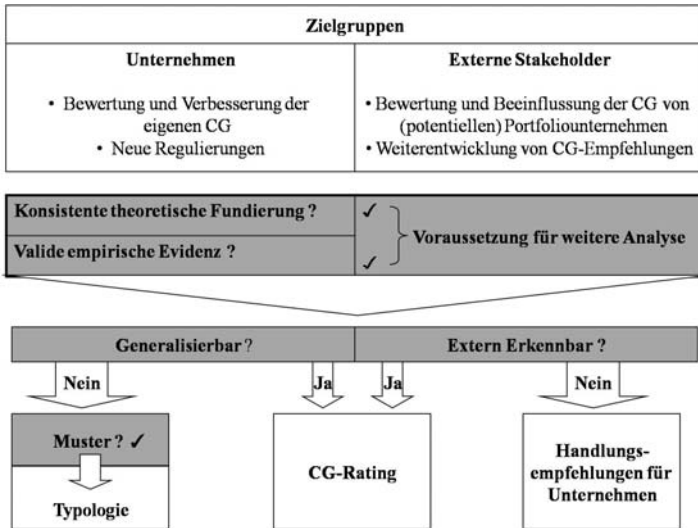 Zielgruppen
Unternehmen
• Bewertung und Verbesserung der
eigenen CG
• Neue Regulierungen
Externe Stakeholder
• Bewertung und Beeinflussung der CG von
(potentiellen) Portfoliounternehmen
• Weiterentwicklung von CG-Empfehlungen
Konsistente theoretische Fundierung ? ✓
Valide empirische Evidenz ? ✓
Voraussetzung für weitere Analyse
Generalisierbar ?
Extern Erkennbar ?
Nein
Ja
Ja
Nein
Muster ? ✓
Typologie
CG-Rating
Handlungs-
empfehlungen für
Unternehmen